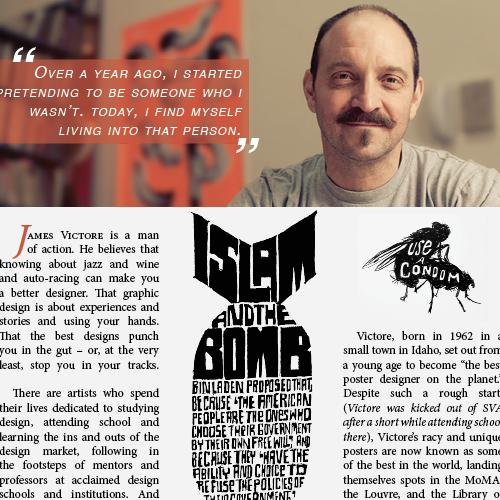 “OVER A YEAR AGO, I STARTED
PRETENDING TO BE SOMEONE WHO I
WASN'T. TODAY, I FIND MYSELF
LIVING INTO THAT PERSON.”
JAMES VICTORE is a man
of action. He believes that
knowing about jazz and wine
and auto-racing can make you
a better designer. That graphic
design is about experiences and
stories and using your hands.
That the best designs punch
you in the gut – or, at the very
least, stop you in your tracks.
There are artists who spend
their lives dedicated to studying
design, attending school and
learning the ins and outs of the
design market, following in
the footsteps of mentors and
professors at acclaimed design
schools and institutions. And
ISLAM
AND THE
BOMB
BIN LADEN PROPOSED THAT,
BECAUSE "THE AMERICAN
PEOPLE ARE THE ONES WHO
CHOOSE THEIR GOVERNMENT
BY THEIR OWN FREE WILL," AND
BECAUSE THEY "HAVE THE
ABILITY AND CHOICE TO
REFUSE THE POLICIES OF
THEIR GOVERNMENT,"
USE
A
CONDOM
Victore, born in 1962 in a
small town in Idaho, set out from
a young age to become “the best
poster designer on the planet.”
Despite such a rough start
(Victore was kicked out of SVA
after a short while attending school
there), Victore’s racy and unique
posters are now known as some
of the best in the world, landing
themselves spots in the MoMA,
the Louvre, and the Library of